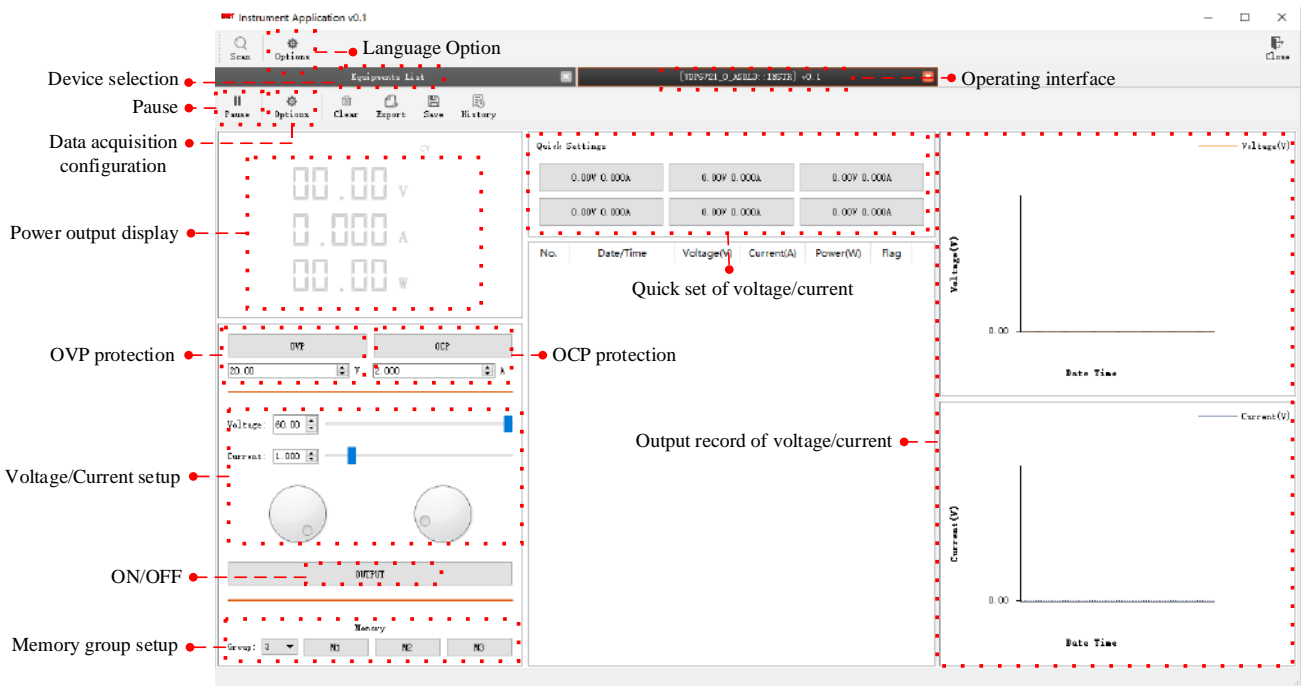 Instrument Application v0.1
Scan
Options
Language Option
Close
Device selection
Equipments List
v0.1
Operating interface
Pause
Pause
Options
Clear
Export
Save
History
Data acquisition
configuration
CV
00.00 V
0.000 A
00.00 W
Power output display
Quick Settings
0.00V 0.000A
0.00V 0.000A
0.00V 0.000A
0.00V 0.000A
0.00V 0.000A
0.00V 0.000A
No.
Date/Time
Voltage(V)
Current(A)
Power(W)
Flag
Quick set of voltage/current
Voltage(V)
Voltage(V)
0.00
Date Time
OVP protection
OVP
OCP
OCP protection
20.00
V
2.000
A
Voltage:
60.00
Current:
1.000
Voltage/Current setup
Output record of voltage/current
Current(V)
Current(V)
0.00
Date Time
ON/OFF
OUTPUT
Memory
Memory group setup
Group:
3
M1
M2
M3